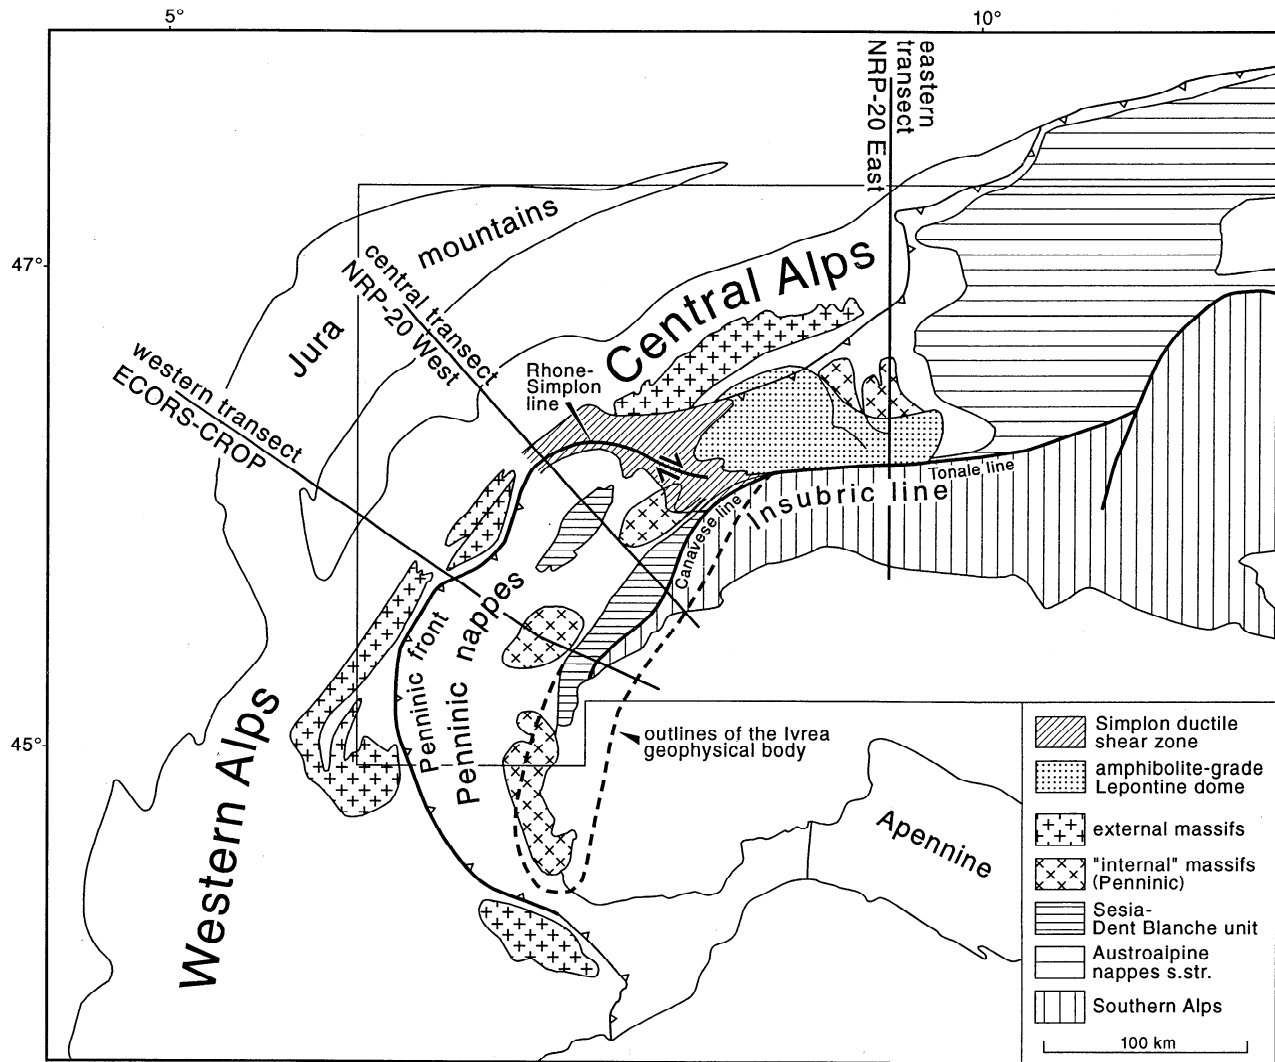 5°
10°
eastern
transect
NRP-20 East
47°
45°
Jura
mountains
central transect
NRP-20 West
western transect
ECORS-CROP
Central Alps
Rhone-
Simplon
line
Tonale line
Insubric line
Canavese line
Penninic front
Penninic nappes
Western Alps
outlines of the Ivrea
geophysical body
Apennine
Simplon ductile
shear zone
amphibolite-grade
Lepontine dome
external massifs
"internal" massifs
(Penninic)
Sesia-
Dent Blanche unit
Austroalpine
nappes s.str.
Southern Alps
100 km